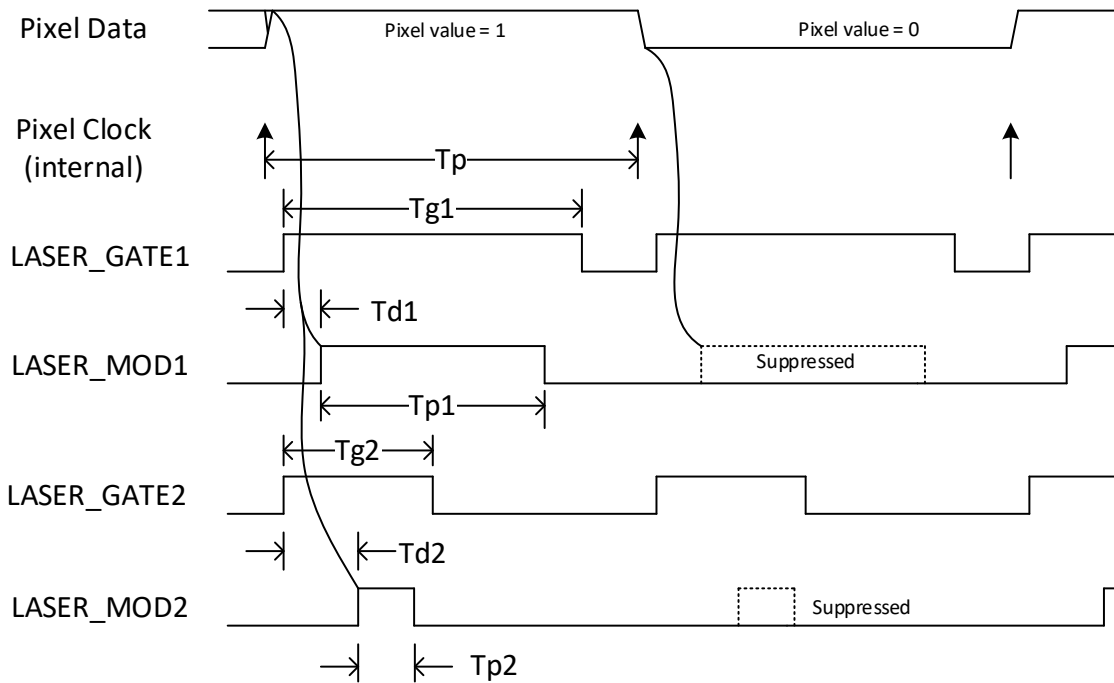 Pixel Data
Pixel value = 1
Pixel value = 0
Pixel Clock
(internal)
Tp
Tg1
LASER_GATE1
Td1
LASER_MOD1
Suppressed
Tp1
Tg2
LASER_GATE2
Td2
LASER_MOD2
Suppressed
Tp2